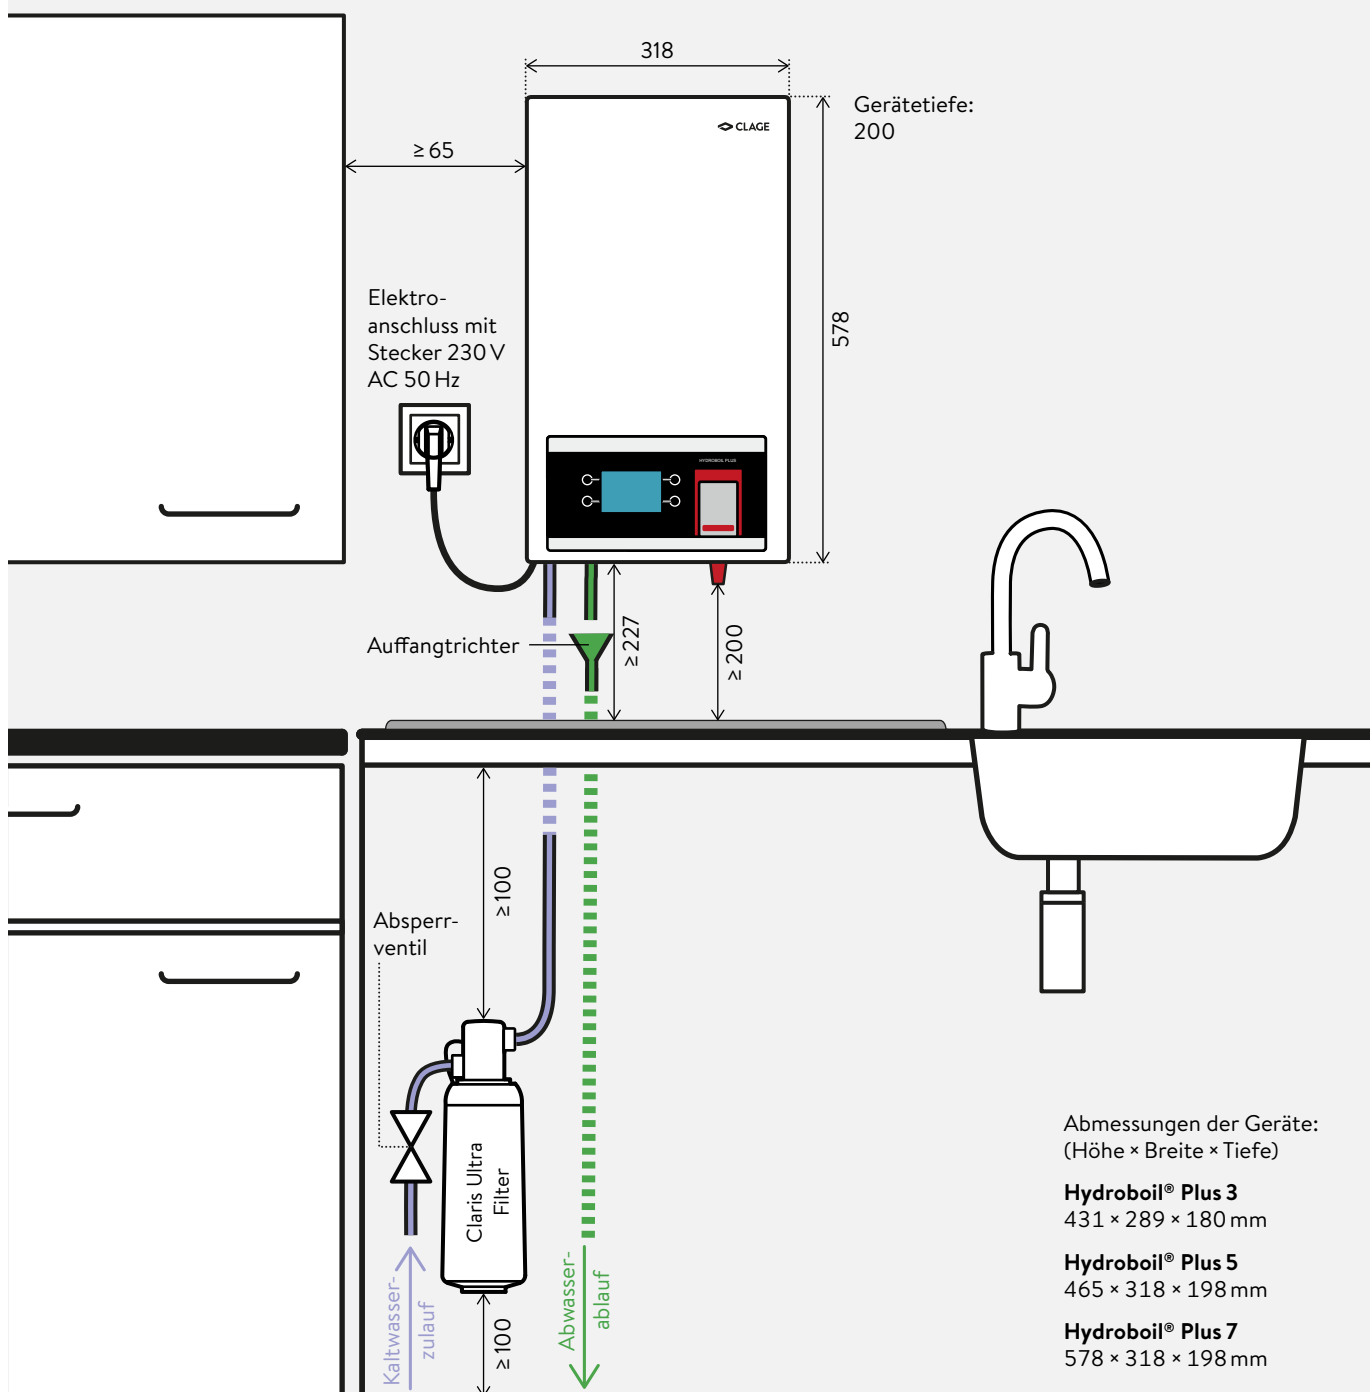 318
Gerätetiefe:
200
CLAGE
≥ 65
578
Elektro-
anschluss mit
Stecker 230 V
AC 50 Hz
HYDROBOIL PLUS
Auffangtrichter
≥ 227
≥ 200
≥ 100
Absperr-
ventil
Claris Ultra
Filter
Kaltwasser-
zulauf
Abwasser-
ablauf
≥ 100
Abmessungen der Geräte:
(Höhe × Breite × Tiefe)
Hydroboil® Plus 3
431 × 289 × 180 mm
Hydroboil® Plus 5
465 × 318 × 198 mm
Hydroboil® Plus 7
578 × 318 × 198 mm